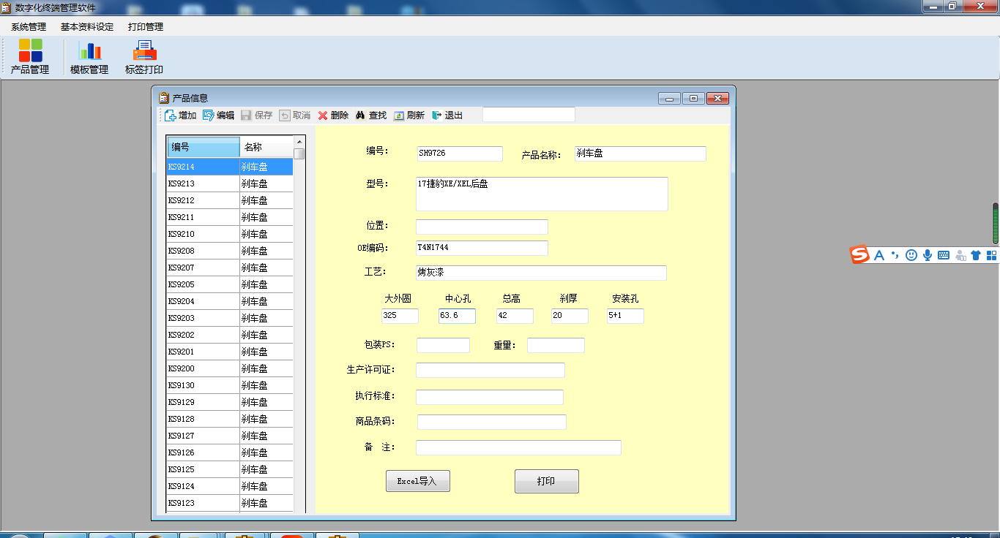 数字化终端管理软件
系统管理 基本资料设定 打印管理
产品管理 模板管理 标签打印
产品信息
增加 编辑 保存 取消 删除 查找 刷新 退出
编号 名称
KS9214 刹车盘
KS9213 刹车盘
KS9212 刹车盘
KS9211 刹车盘
KS9210 刹车盘
KS9208 刹车盘
KS9207 刹车盘
KS9205 刹车盘
KS9204 刹车盘
KS9203 刹车盘
KS9202 刹车盘
KS9201 刹车盘
KS9200 刹车盘
KS9130 刹车盘
KS9129 刹车盘
KS9128 刹车盘
KS9127 刹车盘
KS9126 刹车盘
KS9125 刹车盘
KS9124 刹车盘
KS9123 刹车盘
编号: SH9726 产品名称: 刹车盘
型号: 17捷豹XE/XEL后盘
位置:
OE编码: T4N1744
工艺: 烤灰漆
大外圆 中心孔 总高 刹厚 安装孔
325 63.6 42 20 5+1
包装PS: 重量:
生产许可证:
执行标准:
商品条码:
备 注:
Excel导入 打印